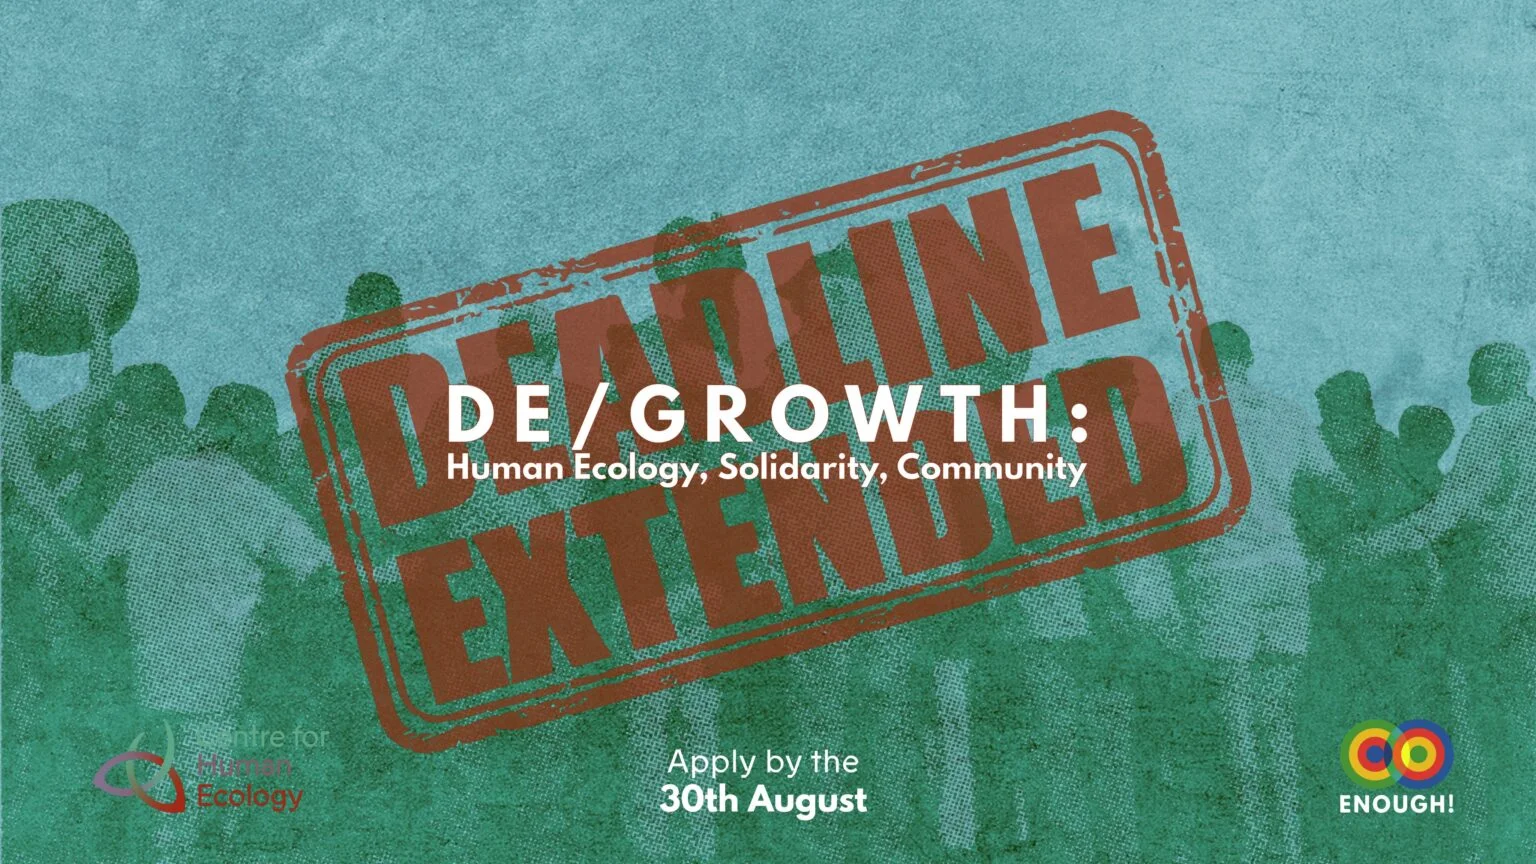 DEADLINE
EXTENDED
DE/GROWTH:
Human Ecology, Solidarity, Community
Centre for
Human
Ecology
Apply by the
30th August
ENOUGH!